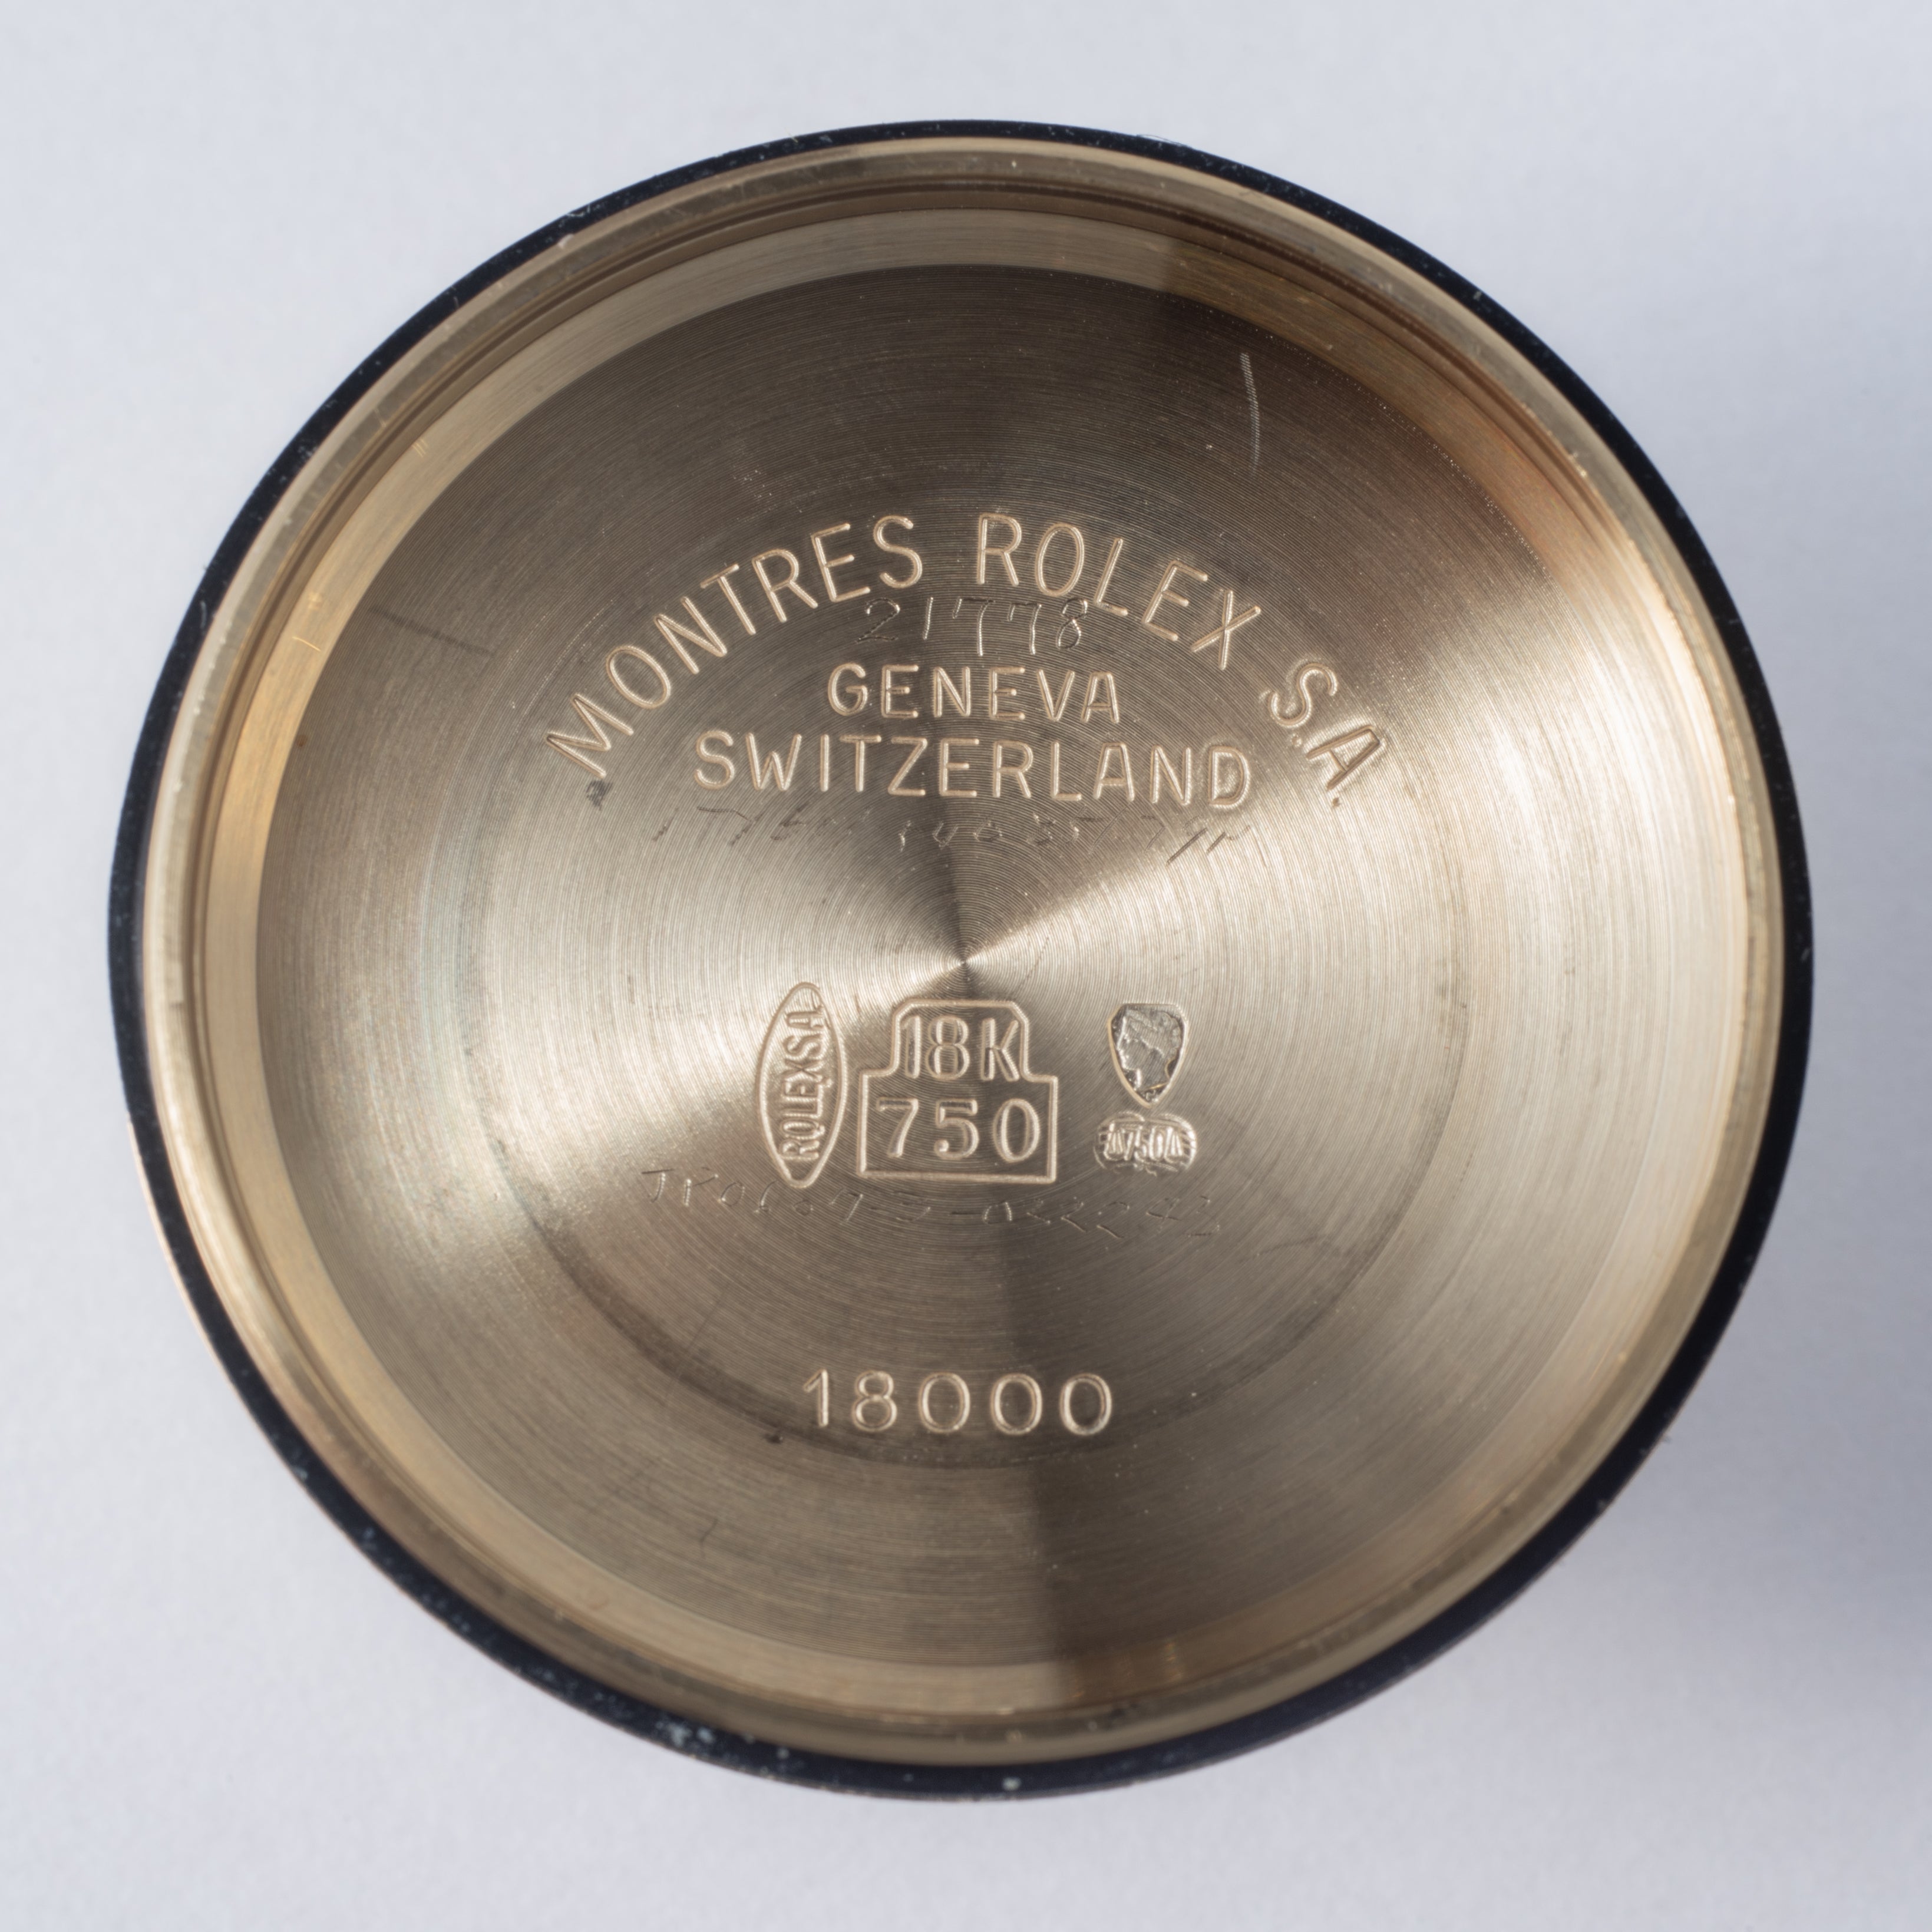 MONTRES ROLEX S.A.
21778
GENEVA
SWITZERLAND
ROLEX S.A
18K
750
750
18000